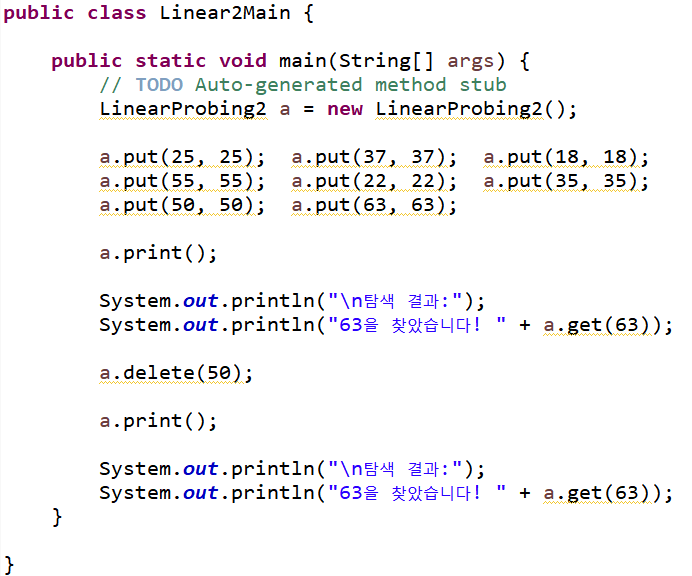 public class Linear2Main {
public static void main(String[] args) {
// TODO Auto-generated method stub
LinearProbing2 a = new LinearProbing2();
a.put(25, 25);  a.put(37, 37);  a.put(18, 18);
a.put(55, 55);  a.put(22, 22);  a.put(35, 35);
a.put(50, 50);  a.put(63, 63);
a.print();
System.out.println("\n탐색 결과:");
System.out.println("63을 찾았습니다! " + a.get(63));
a.delete(50);
a.print();
System.out.println("\n탐색 결과:");
System.out.println("63을 찾았습니다! " + a.get(63));
}
}